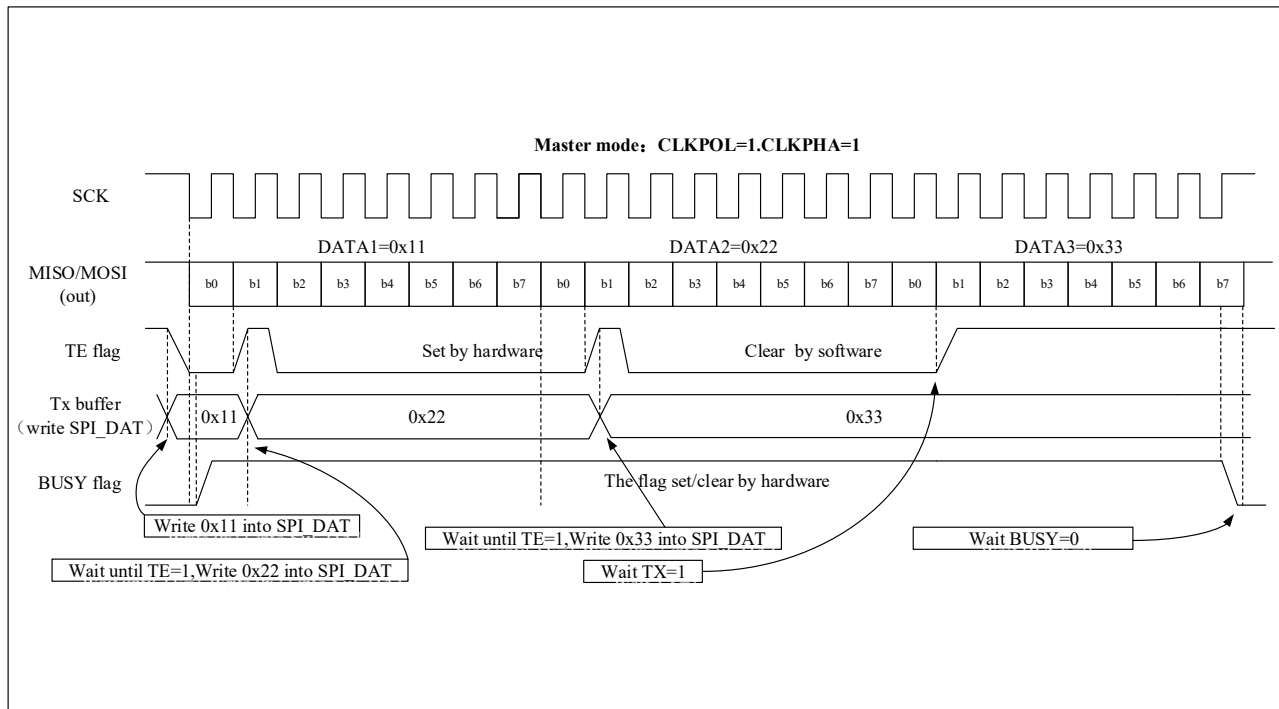 Master mode：CLKPOL=1.CLKPHA=1
SCK
DATA1=0x11 DATA2=0x22 DATA3=0x33
MISO/MOSI
(out)
b0 b1 b2 b3 b4 b5 b6 b7 b0 b1 b2 b3 b4 b5 b6 b7 b0 b1 b2 b3 b4 b5 b6 b7
TE flag
Set by hardware
Clear by software
Tx buffer
（write SPI_DAT）
0x11 0x22 0x33
BUSY flag
The flag set/clear by hardware
Write 0x11 into SPI_DAT
Wait until TE=1,Write 0x33 into SPI_DAT
Wait BUSY=0
Wait until TE=1,Write 0x22 into SPI_DAT
Wait TX=1